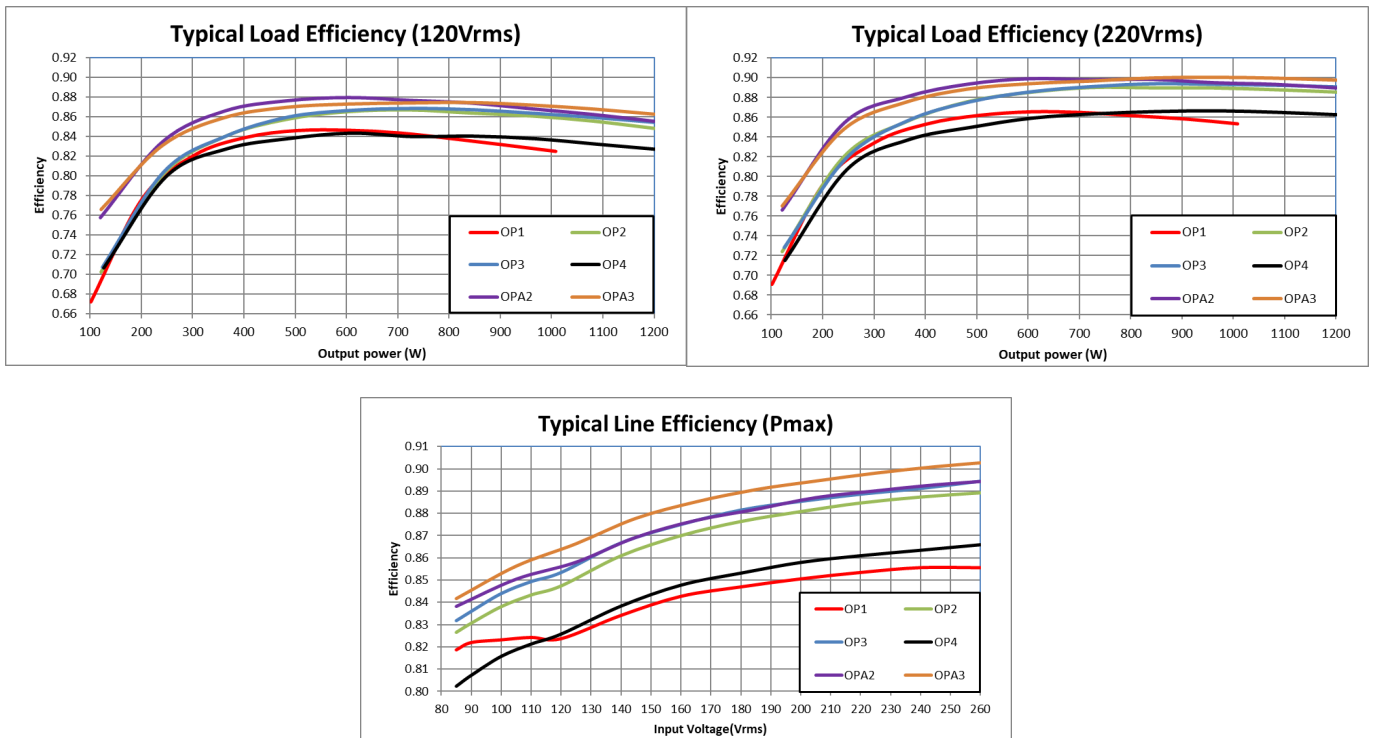 Typical Load Efficiency (120Vrms)
0.92
0.90
0.88
0.86
0.84
0.82
0.80
0.78
0.76
0.74
0.72
0.70
0.68
0.66
Efficiency
OP1 OP2
OP3 OP4
OPA2 OPA3
100 200 300 400 500 600 700 800 900 1000 1100 1200
Output power (W)
Typical Load Efficiency (220Vrms)
0.92
0.90
0.88
0.86
0.84
0.82
0.80
0.78
0.76
0.74
0.72
0.70
0.68
0.66
Efficiency
OP1 OP2
OP3 OP4
OPA2 OPA3
100 200 300 400 500 600 700 800 900 1000 1100 1200
Output power (W)
Typical Line Efficiency (Pmax)
0.91
0.90
0.89
0.88
0.87
0.86
0.85
0.84
0.83
0.82
0.81
0.80
Efficiency
OP1 OP2
OP3 OP4
OPA2 OPA3
80 90 100 110 120 130 140 150 160 170 180 190 200 210 220 230 240 250 260
Input Voltage(Vrms)